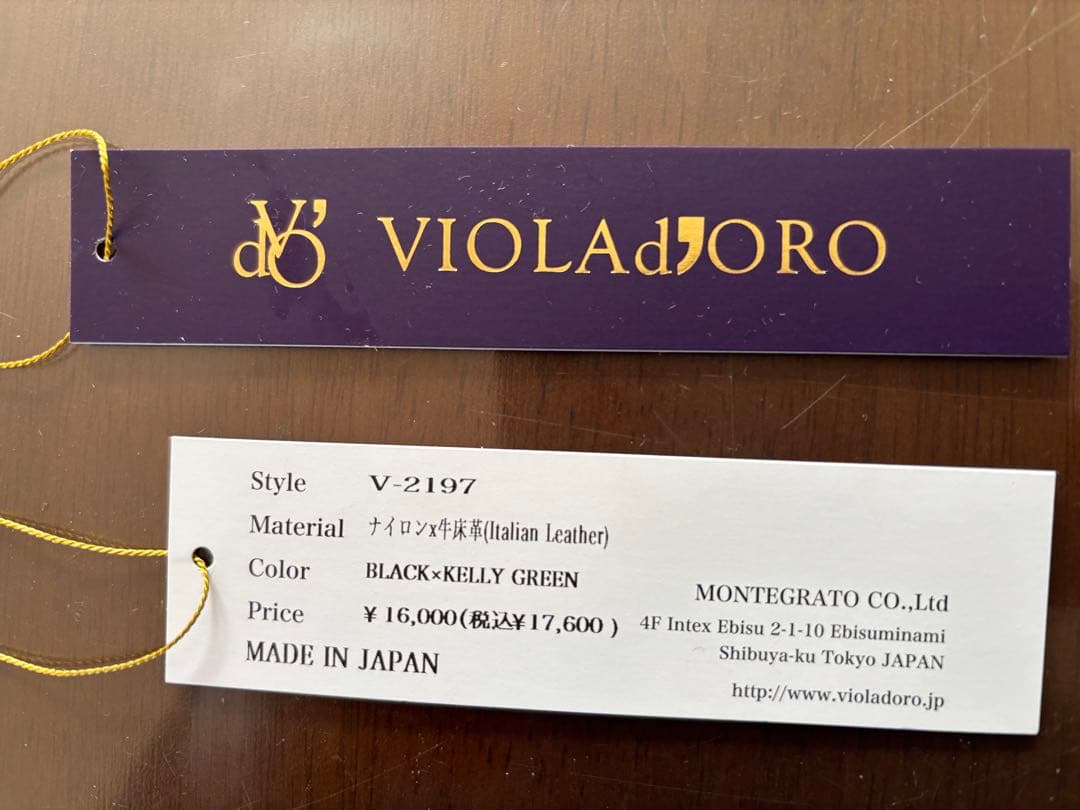 Vd'O VIOLAd'ORO
Style V-2197
Material ナイロンx牛床革(Italian Leather)
Color BLACK×KELLY GREEN
Price ¥ 16,000(税込¥17,600 )
MADE IN JAPAN
MONTEGRATO CO.,Ltd
4F Intex Ebisu 2-1-10 Ebisuminami
Shibuya-ku Tokyo JAPAN
http://www.violadoro.jp